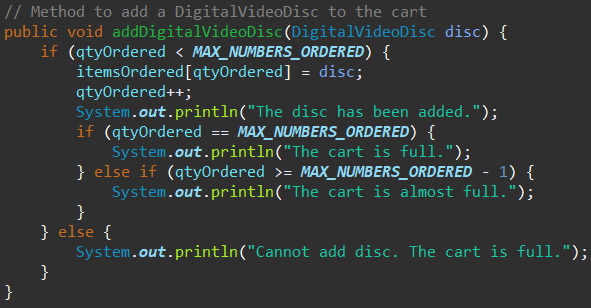 // Method to add a DigitalVideoDisc to the cart
public void addDigitalVideoDisc(DigitalVideoDisc disc) {
    if (qtyOrdered < MAX_NUMBERS_ORDERED) {
        itemsOrdered[qtyOrdered] = disc;
        qtyOrdered++;
        System.out.println("The disc has been added.");
        if (qtyOrdered == MAX_NUMBERS_ORDERED) {
            System.out.println("The cart is full.");
        } else if (qtyOrdered >= MAX_NUMBERS_ORDERED - 1) {
            System.out.println("The cart is almost full.");
        }
    } else {
        System.out.println("Cannot add disc. The cart is full.");
    }
}